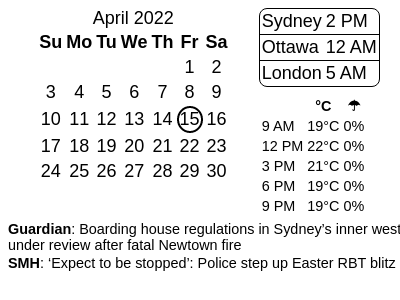 April 2022
Su Mo Tu We Th Fr Sa
1 2
3 4 5 6 7 8 9
10 11 12 13 14 15 16
17 18 19 20 21 22 23
24 25 26 27 28 29 30
Sydney 2 PM
Ottawa 12 AM
London 5 AM
°C ☂
9 AM 19°C 0%
12 PM 22°C 0%
3 PM 21°C 0%
6 PM 19°C 0%
9 PM 19°C 0%
Guardian: Boarding house regulations in Sydney’s inner west
under review after fatal Newtown fire
SMH: ‘Expect to be stopped’: Police step up Easter RBT blitz